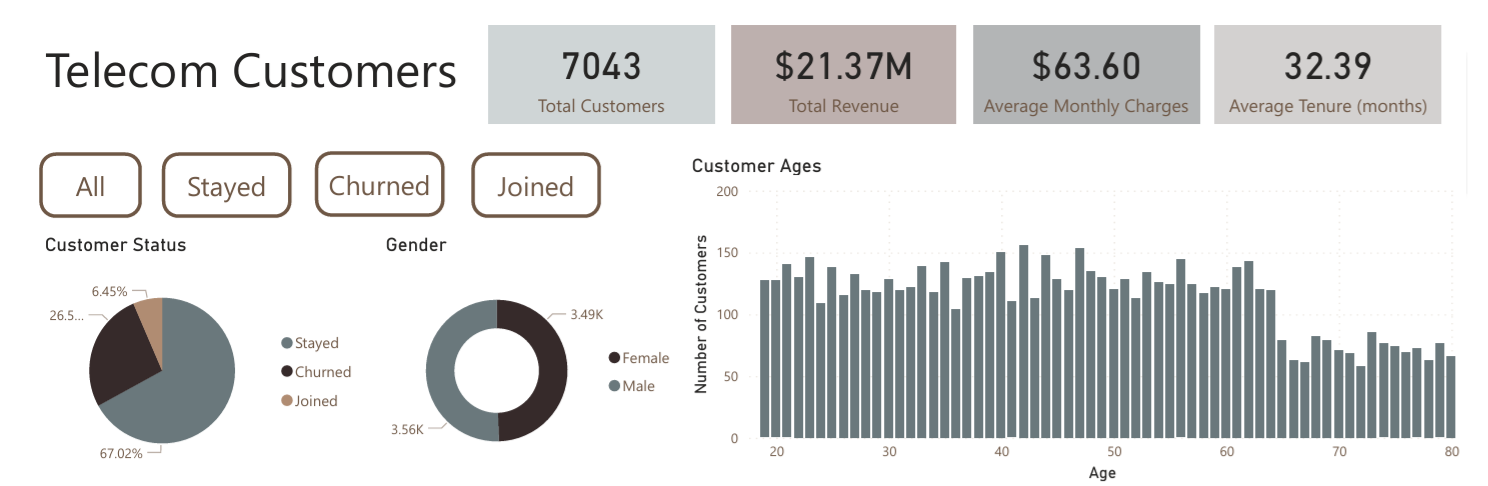 Telecom Customers
7043
Total Customers
$21.37M
Total Revenue
$63.60
Average Monthly Charges
32.39
Average Tenure (months)
All
Stayed
Churned
Joined
Customer Status
6.45%
26.5...
67.02%
Stayed
Churned
Joined
Gender
3.49K
3.56K
Female
Male
Customer Ages
Number of Customers
200
150
100
50
0
20 30 40 50 60 70 80
Age